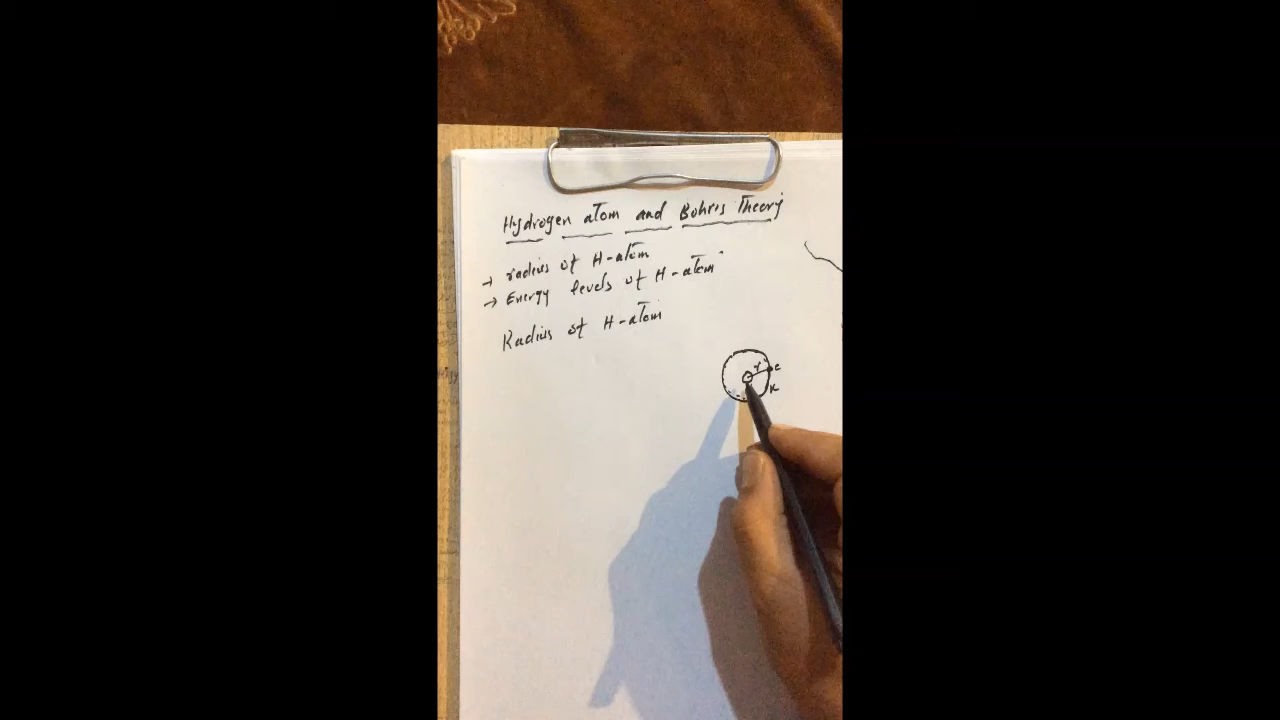 Hydrogen atom and Bohrs Theory
→ radius of H-atom
→ Energy levels of H-atom
Radius of H-atom
r e
K